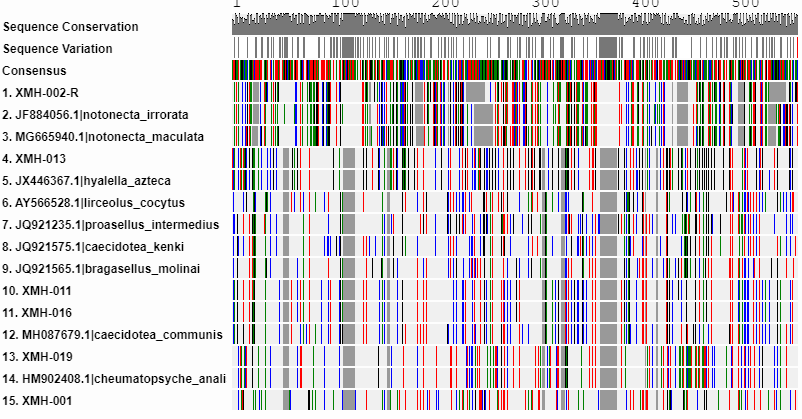 1 100 200 300 400 500
Sequence Conservation
Sequence Variation
Consensus
1. XMH-002-R
2. JF884056.1|notonecta_irrorata
3. MG665940.1|notonecta_maculata
4. XMH-013
5. JX446367.1|hyalella_azteca
6. AY566528.1|lirceolus_cocytus
7. JQ921235.1|proasellus_intermedius
8. JQ921575.1|caecidotea_kenki
9. JQ921565.1|bragasellus_molinai
10. XMH-011
11. XMH-016
12. MH087679.1|caecidotea_communis
13. XMH-019
14. HM902408.1|cheumatopsyche_anali
15. XMH-001